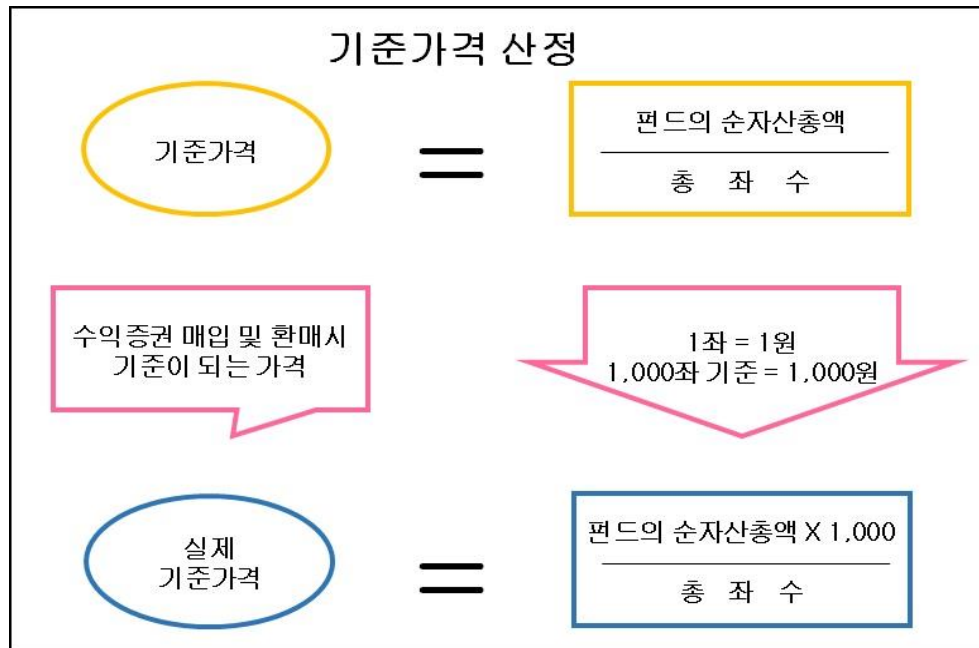 기준가격 산정
기준가격
=
펀드의 순자산총액
총 좌 수
수익증권 매입 및 환매시
기준이 되는 가격
1좌 = 1원
1,000좌 기준 = 1,000원
실제
기준가격
=
펀드의 순자산총액 X 1,000
총 좌 수